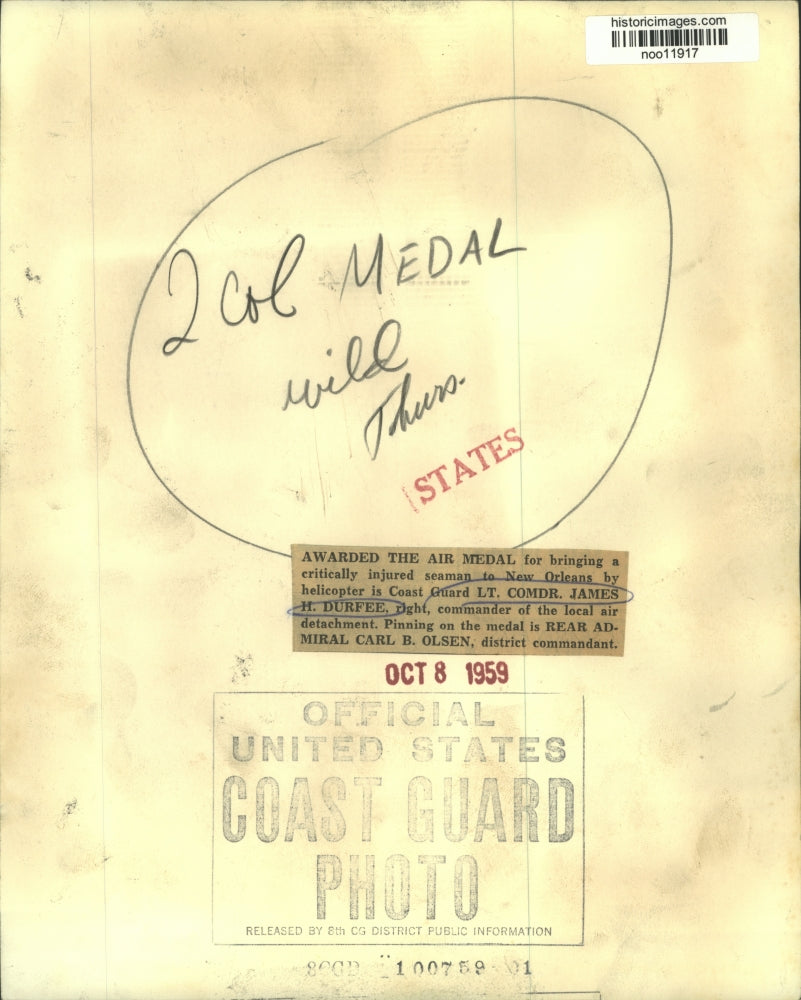 historicimages.com
noo11917
2 Col MEDAL
wild
Thurs.
STATES
AWARDED THE AIR MEDAL for bringing a
critically injured seaman to New Orleans by
helicopter is Coast Guard LT. COMDR. JAMES
H. DURFEE, right, commander of the local air
detachment. Pinning on the medal is REAR AD-
MIRAL CARL B. OLSEN, district commandant.
OCT 8 1959
OFFICIAL
UNITED STATES
COAST GUARD
PHOTO
RELEASED BY 8th CG DISTRICT PUBLIC INFORMATION
100759